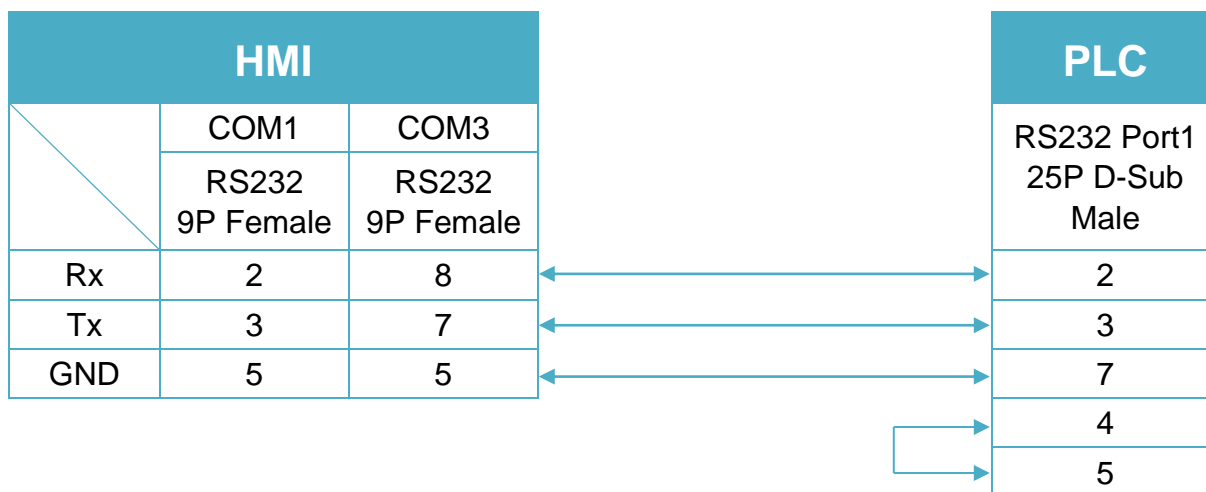 HMI
PLC
COM1 COM3
RS232 Port1
25P D-Sub
Male
RS232 RS232
9P Female 9P Female
Rx 2 8 2
Tx 3 7 3
GND 5 5 7
4
5